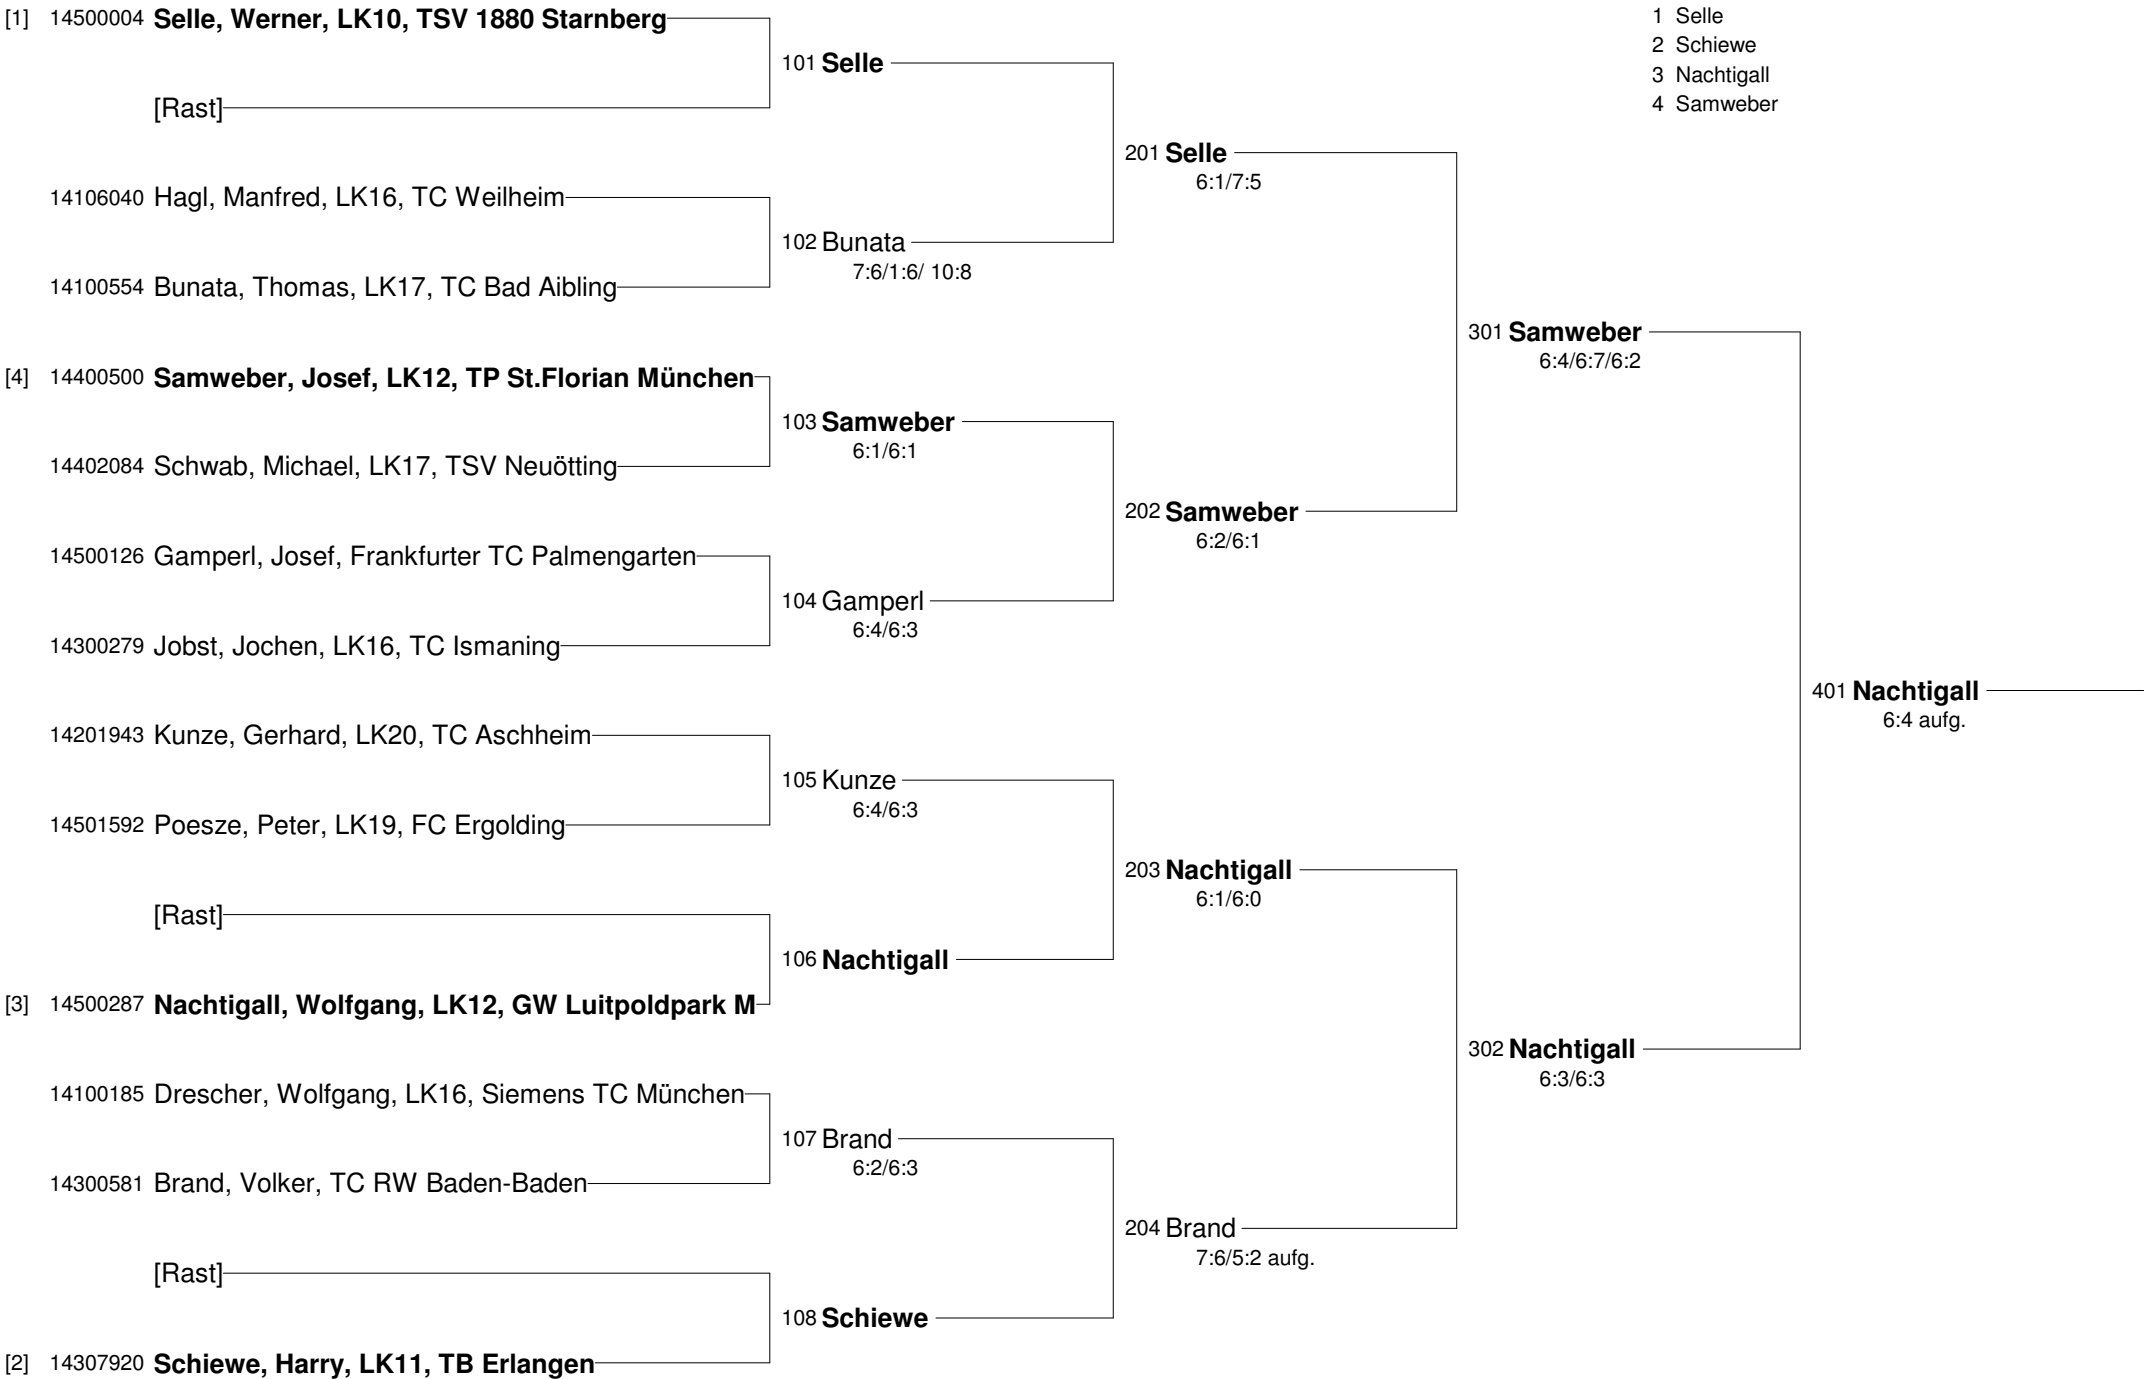 [1] 14500004 Selle, Werner, LK10, TSV 1880 Starnberg
[Rast]
14106040 Hagl, Manfred, LK16, TC Weilheim
14100554 Bunata, Thomas, LK17, TC Bad Aibling
[4] 14400500 Samweber, Josef, LK12, TP St.Florian München
14402084 Schwab, Michael, LK17, TSV Neuötting
14500126 Gamperl, Josef, Frankfurter TC Palmengarten
14300279 Jobst, Jochen, LK16, TC Ismaning
14201943 Kunze, Gerhard, LK20, TC Aschheim
14501592 Poesze, Peter, LK19, FC Ergolding
[Rast]
[3] 14500287 Nachtigall, Wolfgang, LK12, GW Luitpoldpark M
14100185 Drescher, Wolfgang, LK16, Siemens TC München
14300581 Brand, Volker, TC RW Baden-Baden
[Rast]
[2] 14307920 Schiewe, Harry, LK11, TB Erlangen
101 Selle
102 Bunata
7:6/1:6/ 10:8
103 Samweber
6:1/6:1
104 Gamperl
6:4/6:3
105 Kunze
6:4/6:3
106 Nachtigall
107 Brand
6:2/6:3
108 Schiewe
201 Selle
6:1/7:5
202 Samweber
6:2/6:1
203 Nachtigall
6:1/6:0
204 Brand
7:6/5:2 aufg.
301 Samweber
6:4/6:7/6:2
302 Nachtigall
6:3/6:3
401 Nachtigall
6:4 aufg.
1 Selle
2 Schiewe
3 Nachtigall
4 Samweber